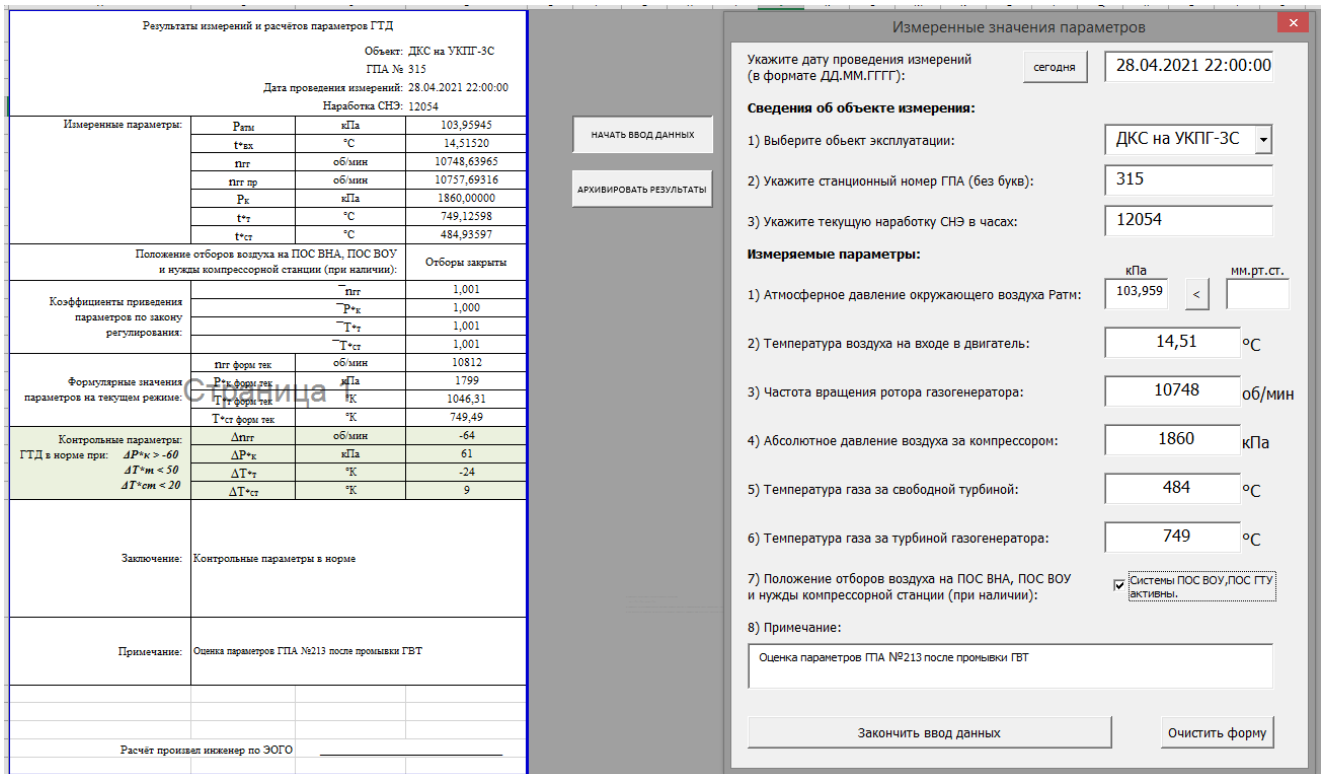 Результаты измерений и расчётов параметров ГТД
Объект: ДКС на УКПГ-3С
ГПА № 315
Дата проведения измерений: 28.04.2021 22:00:00
Наработка СНЭ: 12054
Измеренные параметры: Pатм кПа 103,95945
t*вх °C 14,51520
nгг об/мин 10748,63965
nгг пр об/мин 10757,69316
Pк кПа 1860,00000
t*т °C 749,12598
t*ст °C 484,93597
Положение отборов воздуха на ПОС ВНА, ПОС ВОУ
и нужды компрессорной станции (при наличии): Отборы закрыты
Коэффициенты приведения
параметров по закону
регулирования:
¯nгг 1,001
¯P*к 1,000
¯T*т 1,001
¯T*ст 1,001
Формулярные значения
параметров на текущем режиме:
nгг форм тек об/мин 10812
P*к форм тек кПа 1799
T*т форм тек °K 1046,31
T*ст форм тек °K 749,49
Страница 1
Контрольные параметры:
ГТД в норме при: ΔP*к > -60
ΔT*т < 50
ΔT*ст < 20
Δnгг об/мин -64
ΔP*к кПа 61
ΔT*т °K -24
ΔT*ст °K 9
Заключение: Контрольные параметры в норме
Примечание: Оценка параметров ГПА №213 после промывки ГВТ
Расчёт произвел инженер по ЭОГО
НАЧАТЬ ВВОД ДАННЫХ
АРХИВИРОВАТЬ РЕЗУЛЬТАТЫ
Измеренные значения параметров
Укажите дату проведения измерений
(в формате ДД.ММ.ГГГГ): сегодня 28.04.2021 22:00:00
Сведения об объекте измерения:
1) Выберите обьект эксплуатации: ДКС на УКПГ-3С
2) Укажите станционный номер ГПА (без букв): 315
3) Укажите текущую наработку СНЭ в часах: 12054
Измеряемые параметры:
кПа мм.рт.ст.
1) Атмосферное давление окружающего воздуха Ратм: 103,959 <
2) Температура воздуха на входе в двигатель: 14,51 °C
3) Частота вращения ротора газогенератора: 10748 об/мин
4) Абсолютное давление воздуха за компрессором: 1860 кПа
5) Температура газа за свободной турбиной: 484 °C
6) Температура газа за турбиной газогенератора: 749 °C
7) Положение отборов воздуха на ПОС ВНА, ПОС ВОУ
и нужды компрессорной станции (при наличии):
Системы ПОС ВОУ,ПОС ГТУ
активны.
8) Примечание:
Оценка параметров ГПА №213 после промывки ГВТ
Закончить ввод данных
Очистить форму